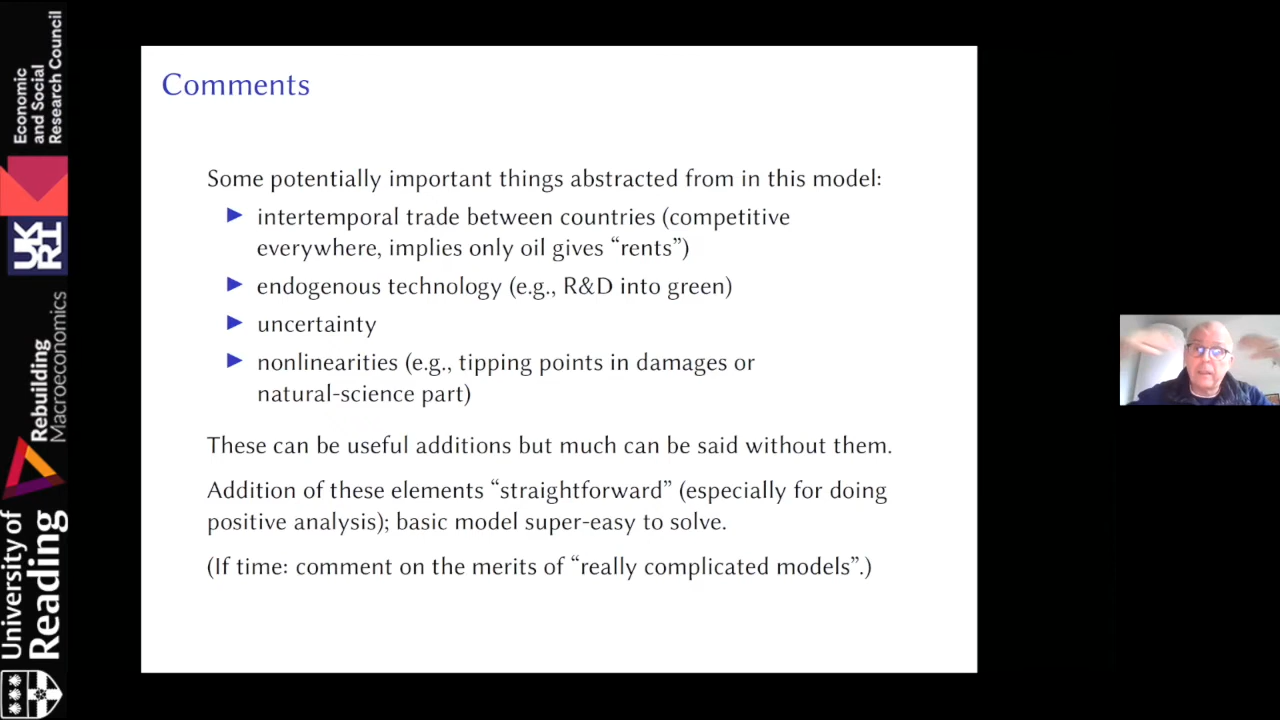 Comments
Some potentially important things abstracted from in this model:
▶ intertemporal trade between countries (competitive
everywhere, implies only oil gives “rents”)
▶ endogenous technology (e.g., R&D into green)
▶ uncertainty
▶ nonlinearities (e.g., tipping points in damages or
natural-science part)
These can be useful additions but much can be said without them.
Addition of these elements “straightforward” (especially for doing
positive analysis); basic model super-easy to solve.
(If time: comment on the merits of “really complicated models”.)
Economic
and Social
Research Council
UKRI
Rebuilding
Macroeconomics
University of
Reading